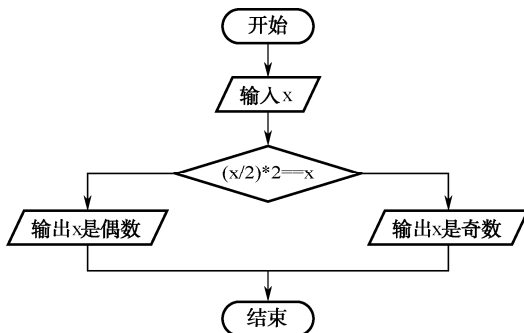 开始
输入x
(x/2)*2==x
输出x是偶数
输出x是奇数
结束